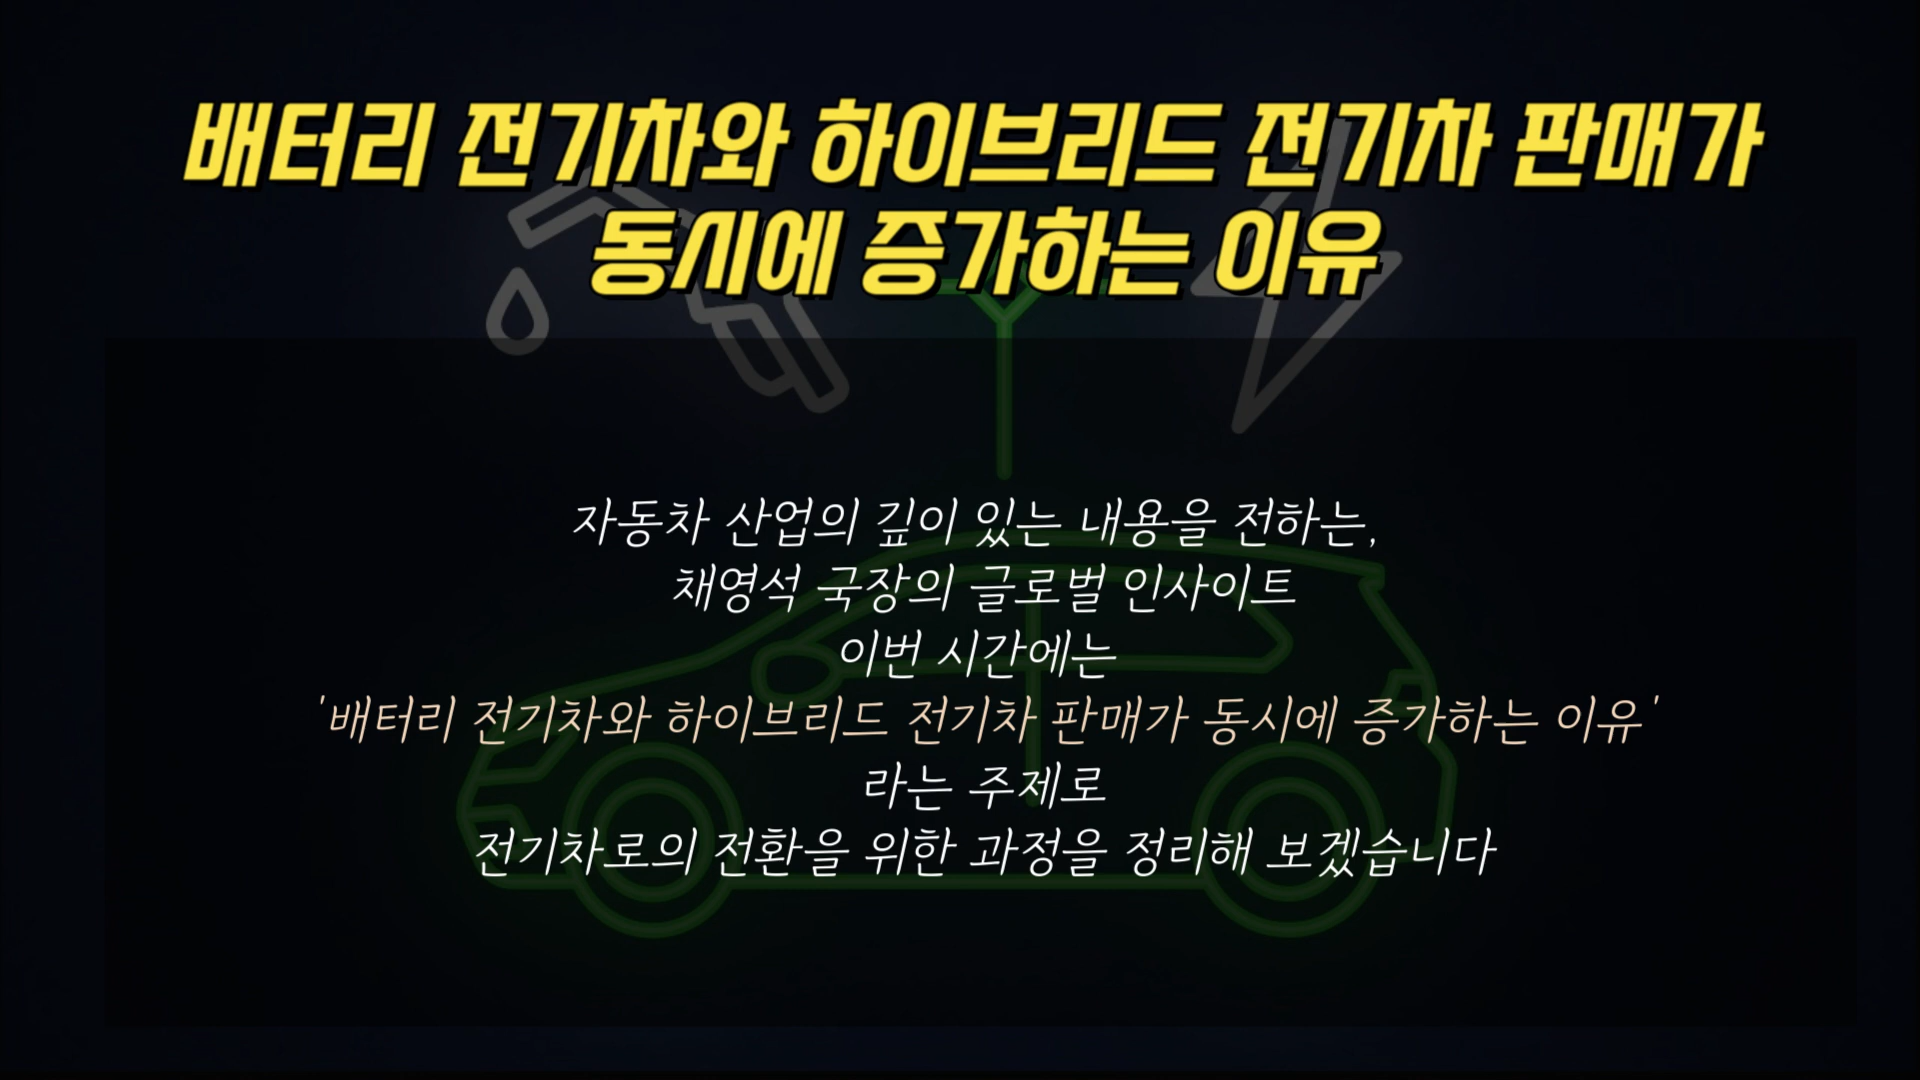 배터리 전기차와 하이브리드 전기차 판매가
동시에 증가하는 이유
자동차 산업의 깊이 있는 내용을 전하는,
채영석 국장의 글로벌 인사이트
이번 시간에는
'배터리 전기차와 하이브리드 전기차 판매가 동시에 증가하는 이유'
라는 주제로
전기차로의 전환을 위한 과정을 정리해 보겠습니다